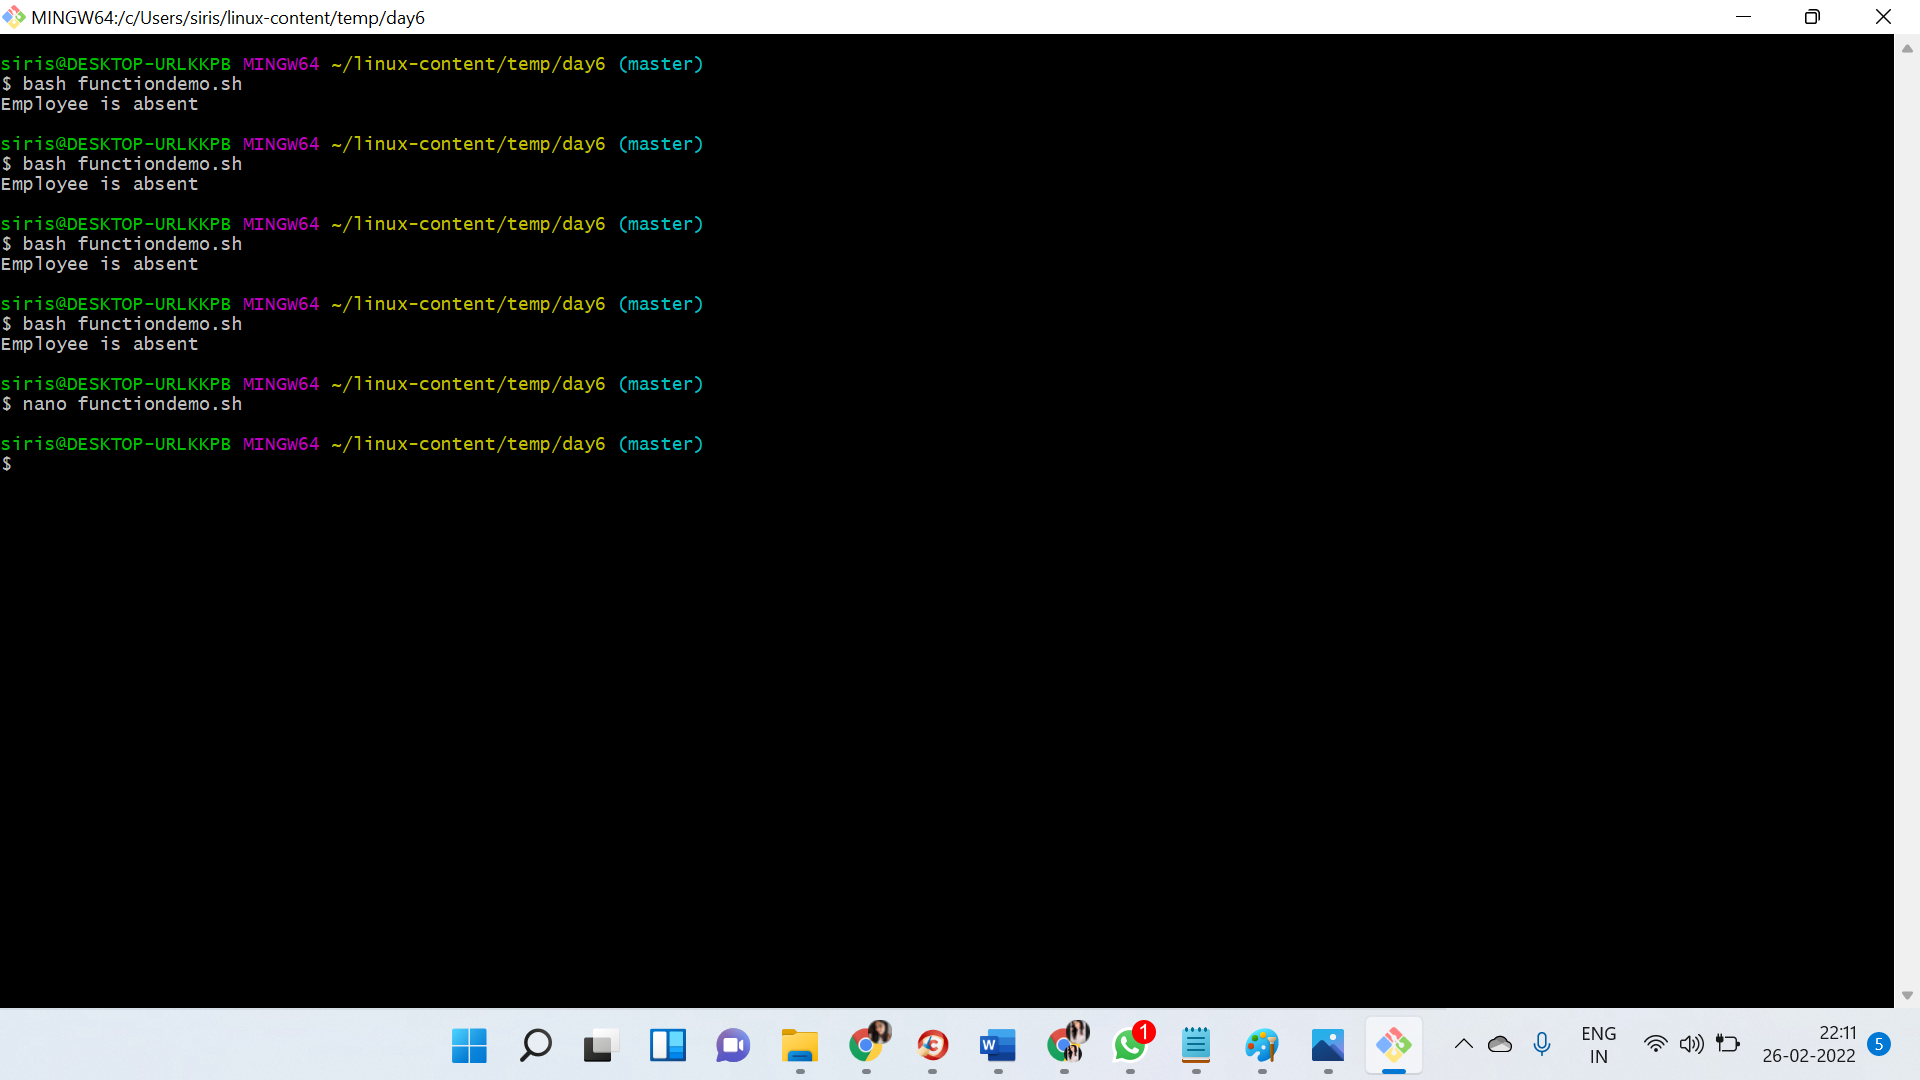 MINGW64:/c/Users/siris/linux-content/temp/day6
siris@DESKTOP-URLKKPB MINGW64 ~/linux-content/temp/day6 (master)
$ bash functiondemo.sh
Employee is absent
siris@DESKTOP-URLKKPB MINGW64 ~/linux-content/temp/day6 (master)
$ bash functiondemo.sh
Employee is absent
siris@DESKTOP-URLKKPB MINGW64 ~/linux-content/temp/day6 (master)
$ bash functiondemo.sh
Employee is absent
siris@DESKTOP-URLKKPB MINGW64 ~/linux-content/temp/day6 (master)
$ bash functiondemo.sh
Employee is absent
siris@DESKTOP-URLKKPB MINGW64 ~/linux-content/temp/day6 (master)
$ nano functiondemo.sh
siris@DESKTOP-URLKKPB MINGW64 ~/linux-content/temp/day6 (master)
$
W
1
ENG
IN
22:11
26-02-2022
5